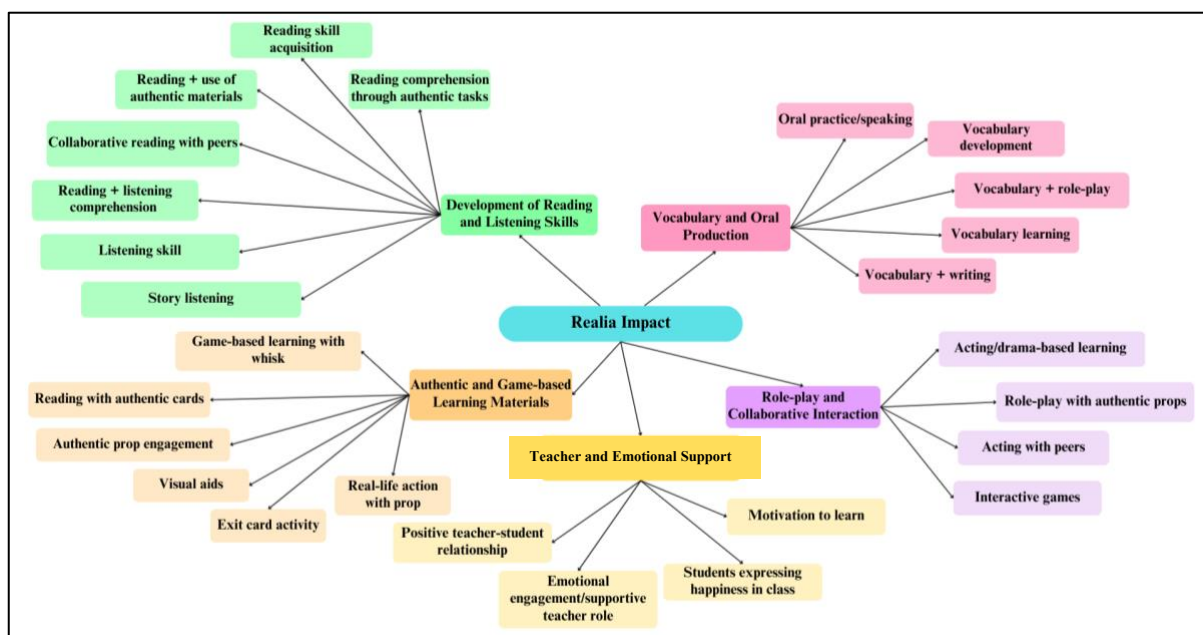 Reading skill
acquisition
Reading + use of
authentic materials
Reading comprehension
through authentic tasks
Collaborative reading with peers
Reading + listening
comprehension
Listening skill
Story listening
Development of Reading
and Listening Skills
Oral practice/speaking
Vocabulary
development
Vocabulary + role-play
Vocabulary learning
Vocabulary + writing
Vocabulary and Oral
Production
Realia Impact
Game-based learning with
whisk
Reading with authentic cards
Authentic prop engagement
Visual aids
Exit card activity
Real-life action
with prop
Authentic and Game-based
Learning Materials
Role-play and
Collaborative Interaction
Acting/drama-based learning
Role-play with authentic props
Acting with peers
Interactive games
Teacher and Emotional Support
Positive teacher-student
relationship
Emotional
engagement/supportive
teacher role
Students expressing
happiness in class
Motivation to learn